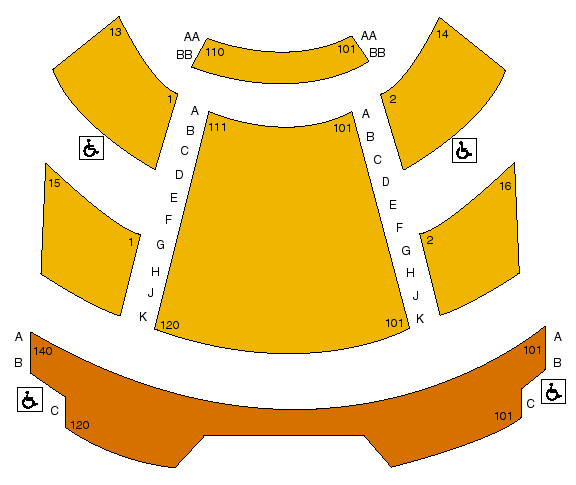 AA AA
13 14
BB 110 101 BB
1 2
A 111 101 A
B B
C C
D D
15 16
E E
F F
1 G G 2
H H
J J
K 120 101 K
A 140 101 A
B B
C 120 101 C